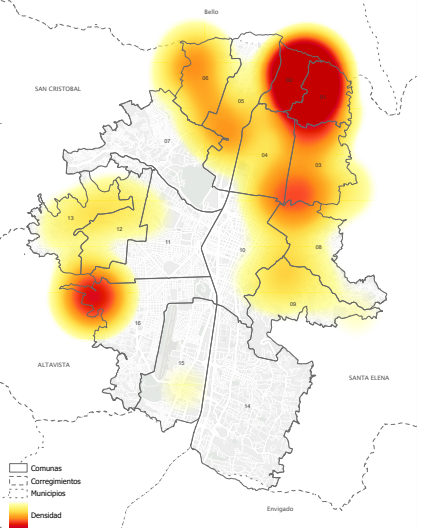 Bello
SAN CRISTOBAL
06
05
07
04
03
13
12
11
10
08
09
16
15
14
ALTAVISTA
SANTA ELENA
Envigado
Comunas
Corregimientos
Municipios
Densidad